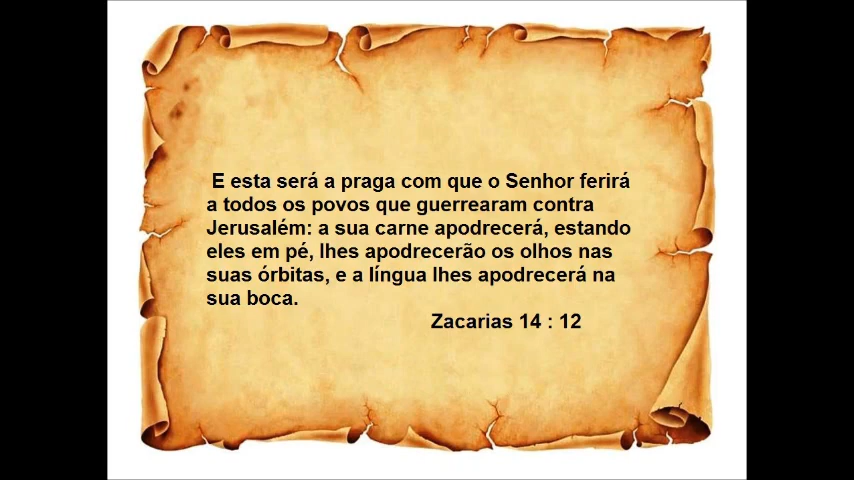 E esta será a praga com que o Senhor ferirá
a todos os povos que guerrearam contra
Jerusalém: a sua carne apodrecerá, estando
eles em pé, lhes apodrecerão os olhos nas
suas órbitas, e a língua lhes apodrecerá na
sua boca.
Zacarias 14 : 12